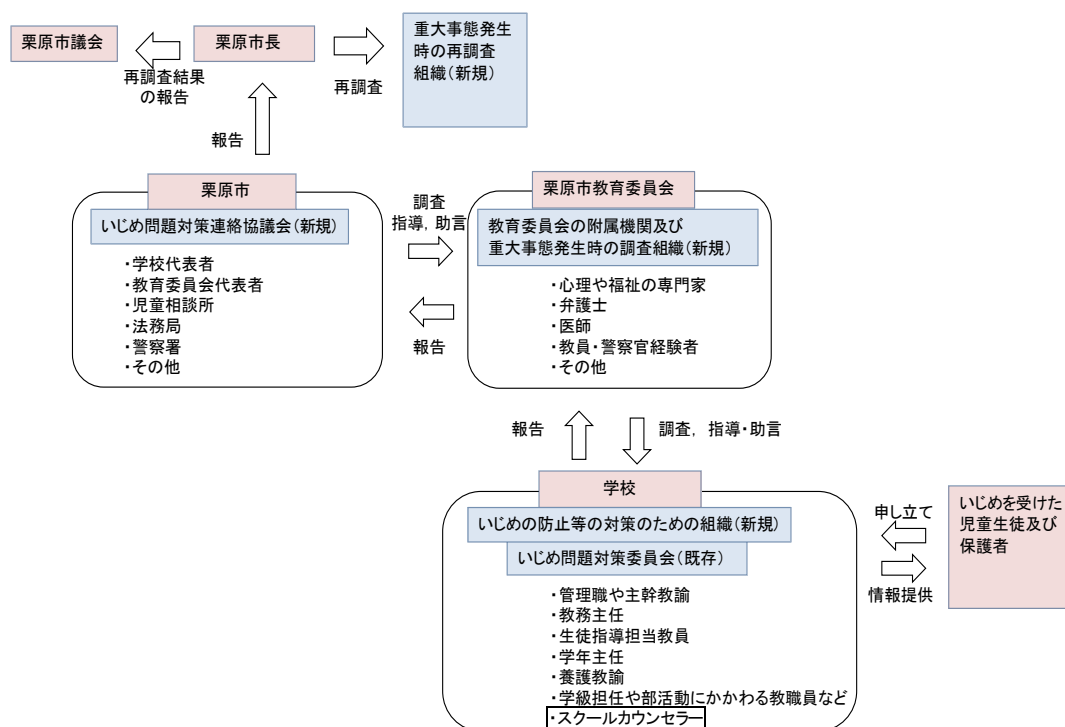 栗原市議会
栗原市長
重大事態発生
時の再調査
組織(新規)
再調査結果
の報告
再調査
報告
栗原市
いじめ問題対策連絡協議会(新規)
・学校代表者
・教育委員会代表者
・児童相談所
・法務局
・警察署
・その他
調査
指導,助言
報告
栗原市教育委員会
教育委員会の附属機関及び
重大事態発生時の調査組織(新規)
・心理や福祉の専門家
・弁護士
・医師
・教員・警察官経験者
・その他
報告
調査, 指導・助言
学校
いじめの防止等の対策のための組織(新規)
いじめ問題対策委員会(既存)
・管理職や主幹教諭
・教務主任
・生徒指導担当教員
・学年主任
・養護教諭
・学級担任や部活動にかかわる教職員など
・スクールカウンセラー
申し立て
情報提供
いじめを受けた
児童生徒及び
保護者